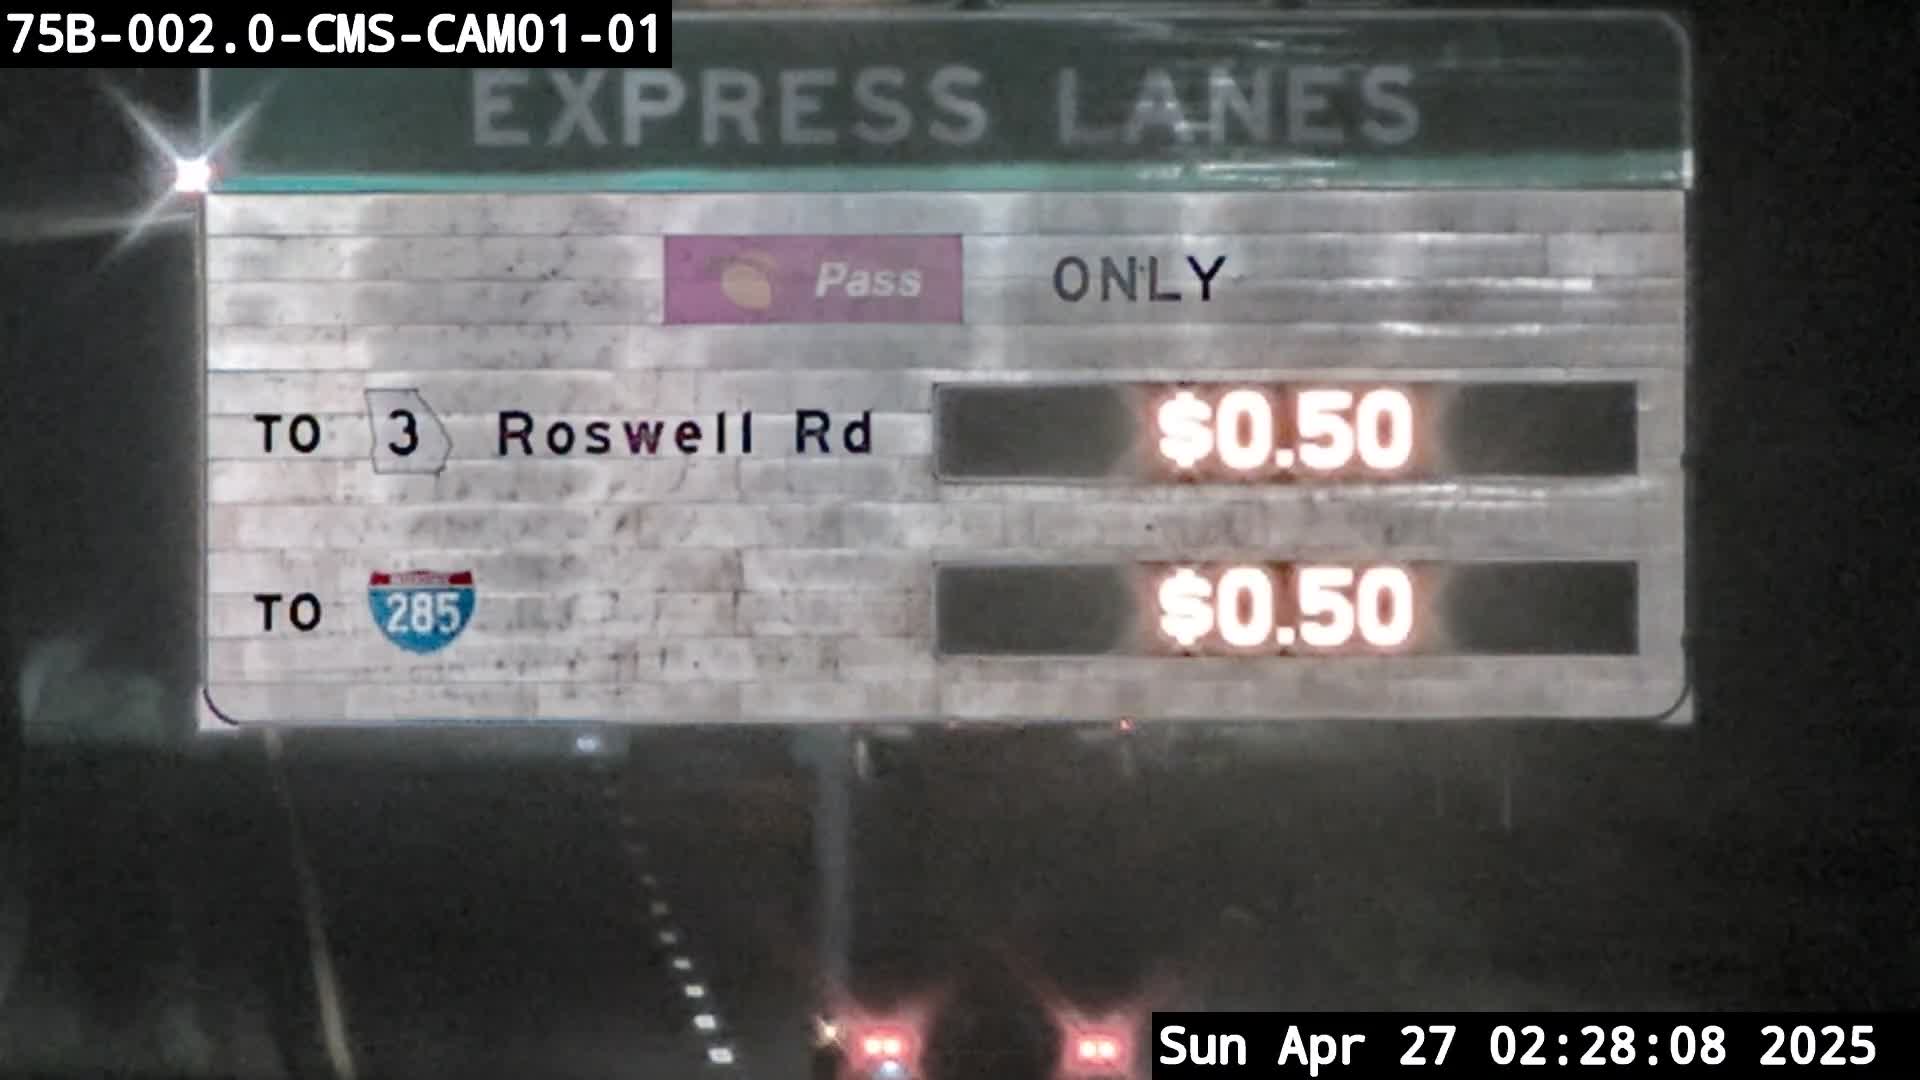 75B-002.0-CMS-CAM01-01
EXPRESS LANES
Pass ONLY
TO 3 Roswell Rd $0.50
TO 285 $0.50
Sun Apr 27 02:28:08 2025